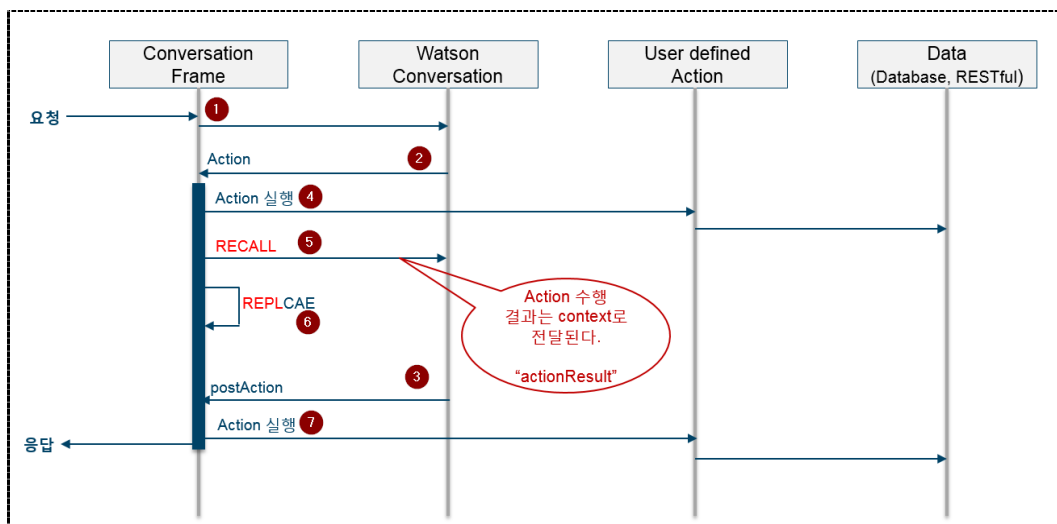 Conversation
Frame
Watson
Conversation
User defined
Action
Data
(Database, RESTful)
요청
1
Action
2
Action 실행
4
RECALL
5
REPLCAE
6
Action 수행
결과는 context로
전달된다.
“actionResult”
postAction
3
Action 실행
7
응답